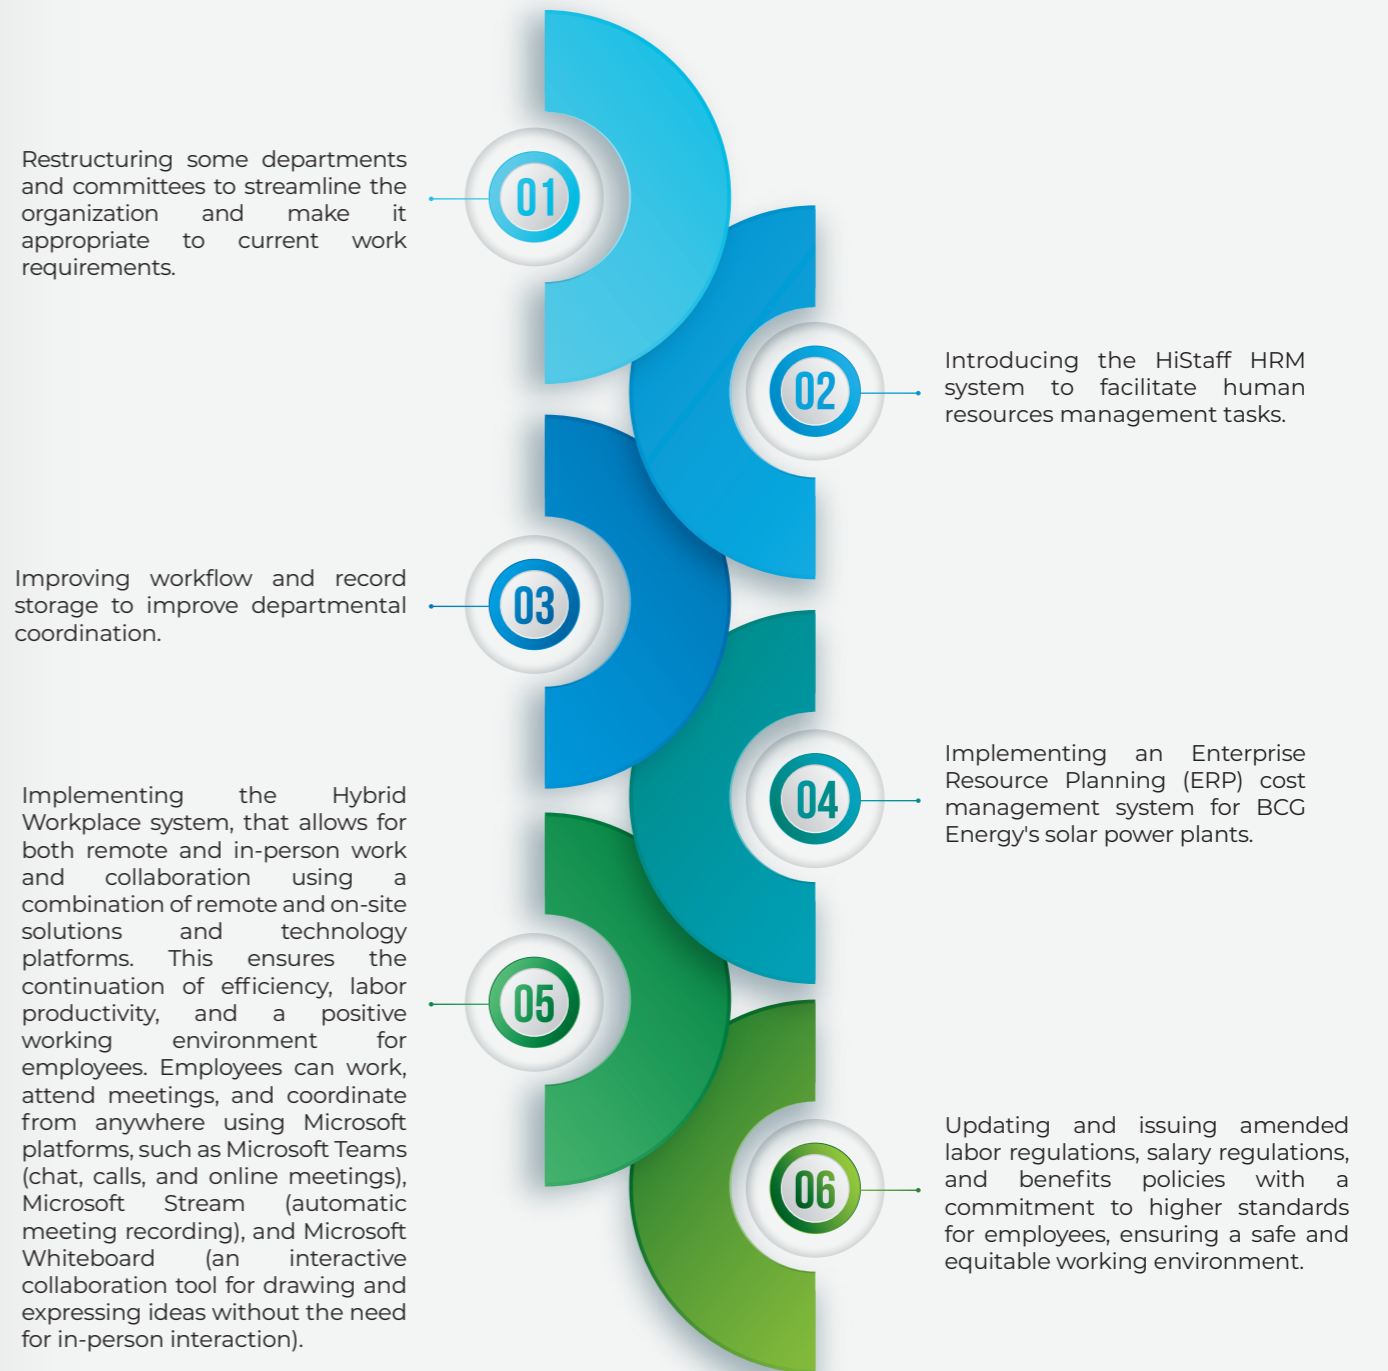 01
Restructuring some departments
and committees to streamline the
organization and make it
appropriate to current work
requirements.
02
Introducing the HiStaff HRM
system to facilitate human
resources management tasks.
03
Improving workflow and record
storage to improve departmental
coordination.
04
Implementing an Enterprise
Resource Planning (ERP) cost
management system for BCG
Energy's solar power plants.
05
Implementing the Hybrid
Workplace system, that allows for
both remote and in-person work
and collaboration using a
combination of remote and on-site
solutions and technology
platforms. This ensures the
continuation of efficiency, labor
productivity, and a positive
working environment for
employees. Employees can work,
attend meetings, and coordinate
from anywhere using Microsoft
platforms, such as Microsoft Teams
(chat, calls, and online meetings),
Microsoft Stream (automatic
meeting recording), and Microsoft
Whiteboard (an interactive
collaboration tool for drawing and
expressing ideas without the need
for in-person interaction).
06
Updating and issuing amended
labor regulations, salary regulations,
and benefits policies with a
commitment to higher standards
for employees, ensuring a safe and
equitable working environment.